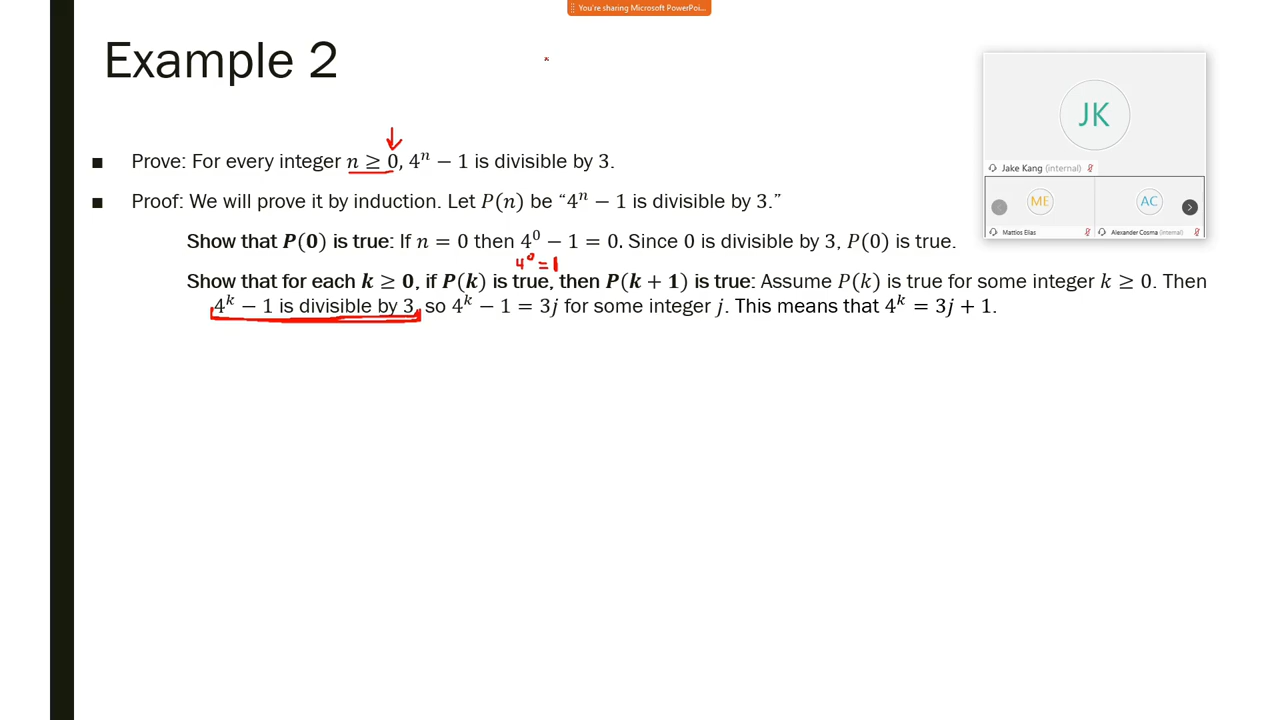 You're sharing Microsoft PowerPoi...
Example 2
JK
Jake Kang (internal)
ME
AC
Mattios Elias
Alexander Cosma (internal)
■ Prove: For every integer n ≥ 0, 4ⁿ − 1 is divisible by 3.
■ Proof: We will prove it by induction. Let P(n) be “4ⁿ − 1 is divisible by 3.”
Show that P(0) is true: If n = 0 then 4⁰ − 1 = 0. Since 0 is divisible by 3, P(0) is true.
4⁰ = 1
Show that for each k ≥ 0, if P(k) is true, then P(k + 1) is true: Assume P(k) is true for some integer k ≥ 0. Then
4ᵏ − 1 is divisible by 3, so 4ᵏ − 1 = 3j for some integer j. This means that 4ᵏ = 3j + 1.